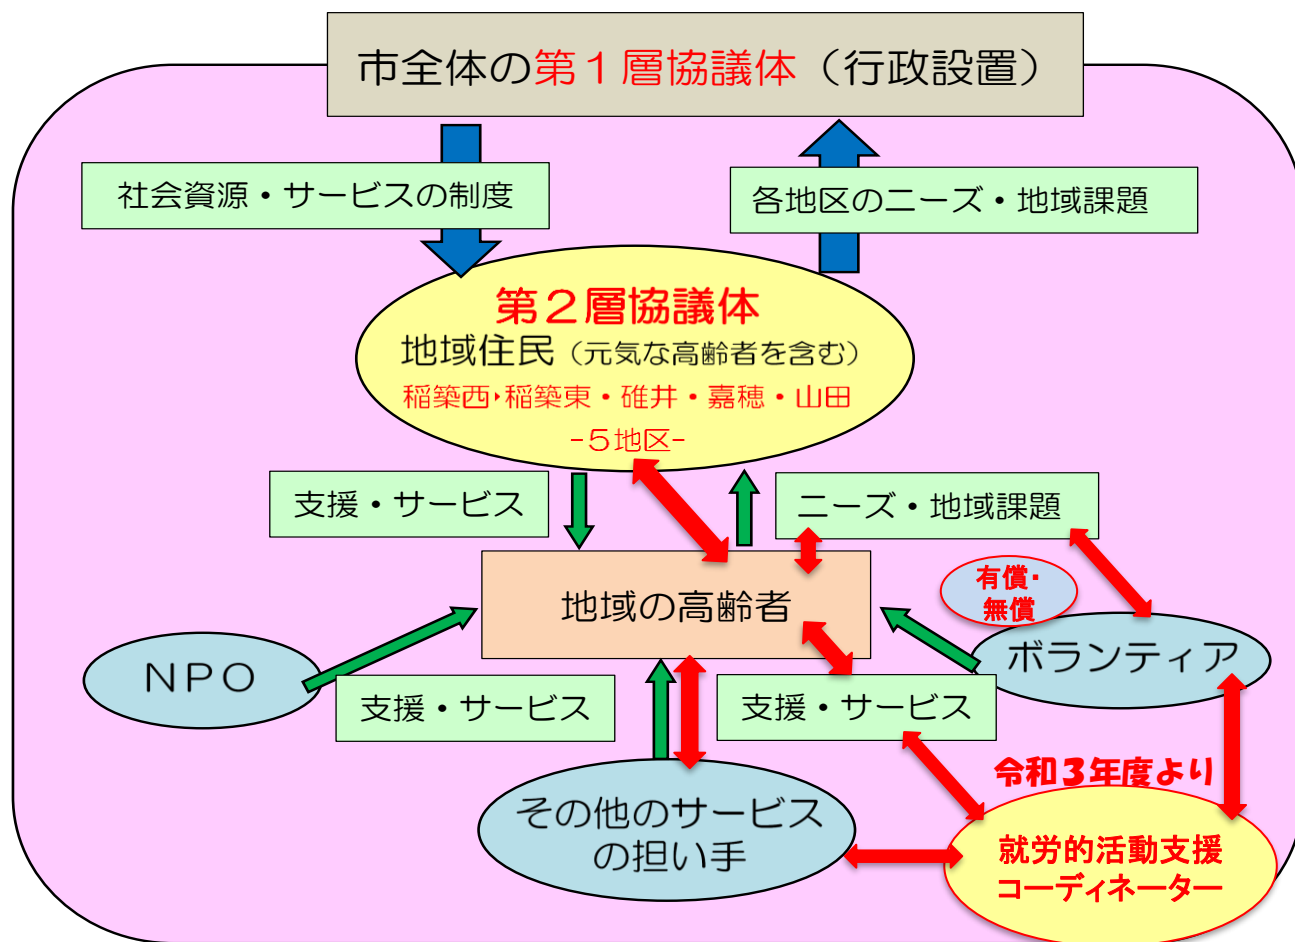 市全体の第１層協議体（行政設置）
社会資源・サービスの制度
各地区のニーズ・地域課題
第２層協議体
地域住民（元気な高齢者を含む）
稲築西・稲築東・碓井・嘉穂・山田
-５地区-
支援・サービス
ニーズ・地域課題
地域の高齢者
有償・
無償
ＮＰＯ
ボランティア
支援・サービス
支援・サービス
令和３年度より
その他のサービス
の担い手
就労的活動支援
コーディネーター